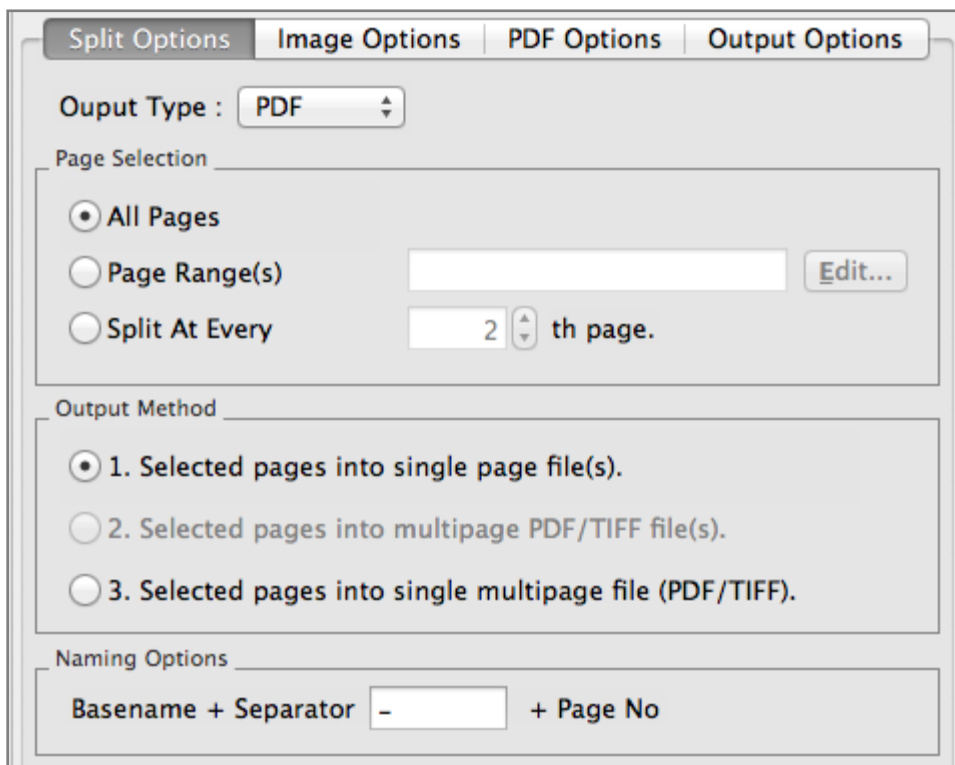 Split Options Image Options PDF Options Output Options
Ouput Type : PDF
Page Selection
All Pages
Page Range(s) Edit...
Split At Every 2 th page.
Output Method
1. Selected pages into single page file(s).
2. Selected pages into multipage PDF/TIFF file(s).
3. Selected pages into single multipage file (PDF/TIFF).
Naming Options
Basename + Separator – + Page No